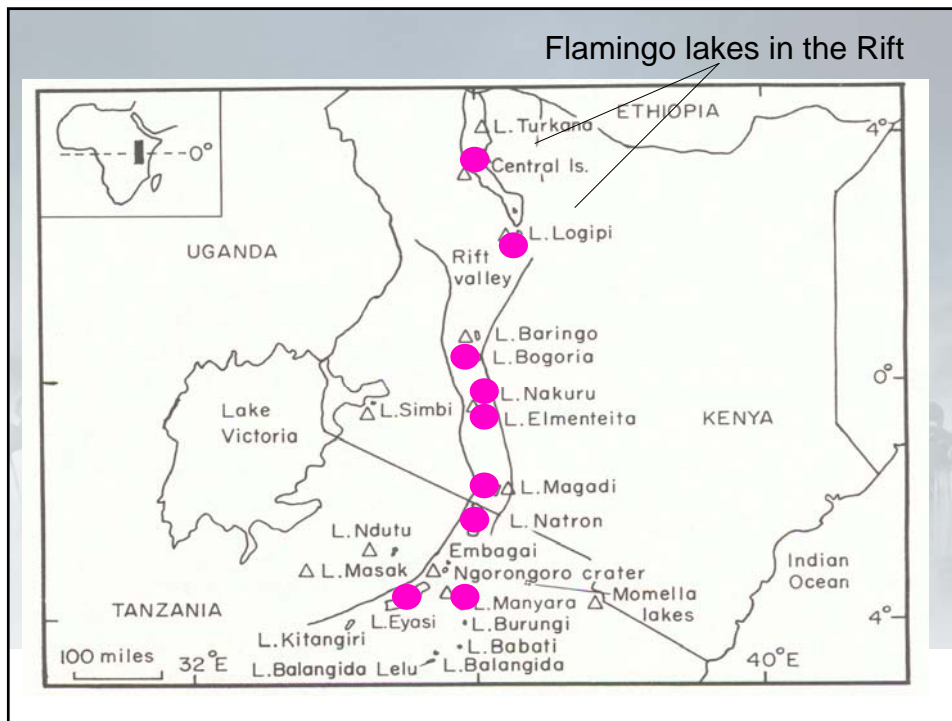 Flamingo lakes in the Rift
ETHIOPIA
L. Turkana
4°
0°
Central Is.
UGANDA
L. Logipi
Rift
valley
L. Baringo
L. Bogoria
0°
L. Nakuru
Lake
Victoria
L. Simbi
L. Elmenteita
KENYA
L. Magadi
L. Natron
L. Ndutu
Embagai
Indian
Ocean
L. Masak
Ngorongoro crater
TANZANIA
L. Manyara
Momella
lakes
4°
L. Eyasi
L. Burungi
L. Kitangiri
L. Babati
100 miles
32°E
L. Balangida Lelu
L. Balangida
40°E